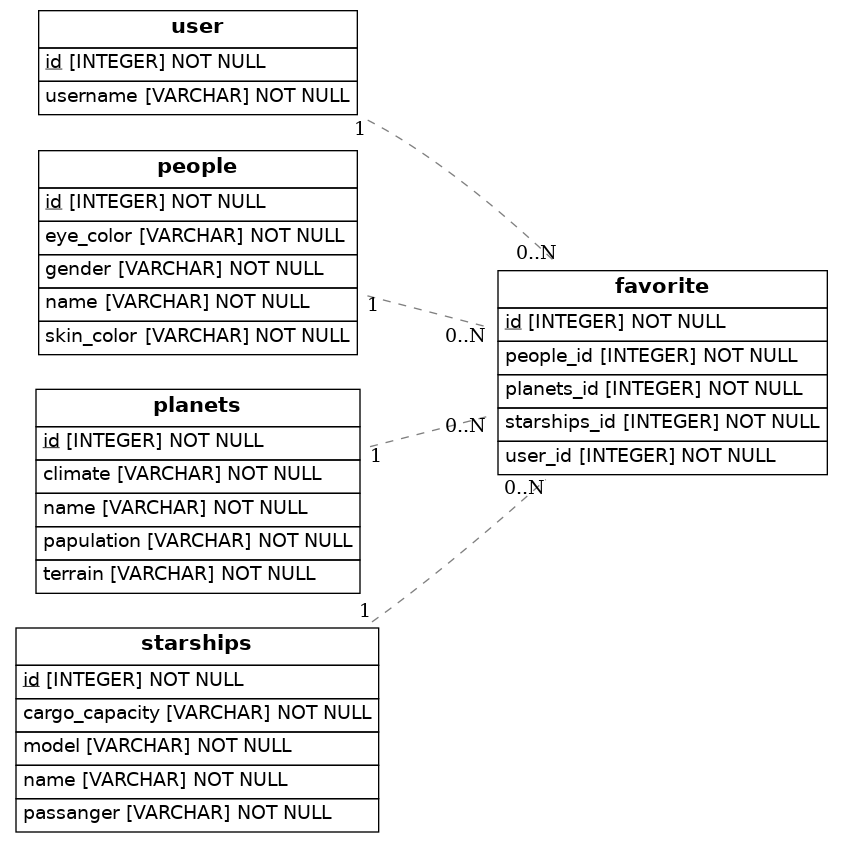 user
id [INTEGER] NOT NULL
username [VARCHAR] NOT NULL
1
people
id [INTEGER] NOT NULL
eye_color [VARCHAR] NOT NULL
gender [VARCHAR] NOT NULL
name [VARCHAR] NOT NULL
skin_color [VARCHAR] NOT NULL
1
planets
id [INTEGER] NOT NULL
climate [VARCHAR] NOT NULL
name [VARCHAR] NOT NULL
papulation [VARCHAR] NOT NULL
terrain [VARCHAR] NOT NULL
1
starships
id [INTEGER] NOT NULL
cargo_capacity [VARCHAR] NOT NULL
model [VARCHAR] NOT NULL
name [VARCHAR] NOT NULL
passanger [VARCHAR] NOT NULL
1
0..N
0..N
0..N
0..N
favorite
id [INTEGER] NOT NULL
people_id [INTEGER] NOT NULL
planets_id [INTEGER] NOT NULL
starships_id [INTEGER] NOT NULL
user_id [INTEGER] NOT NULL